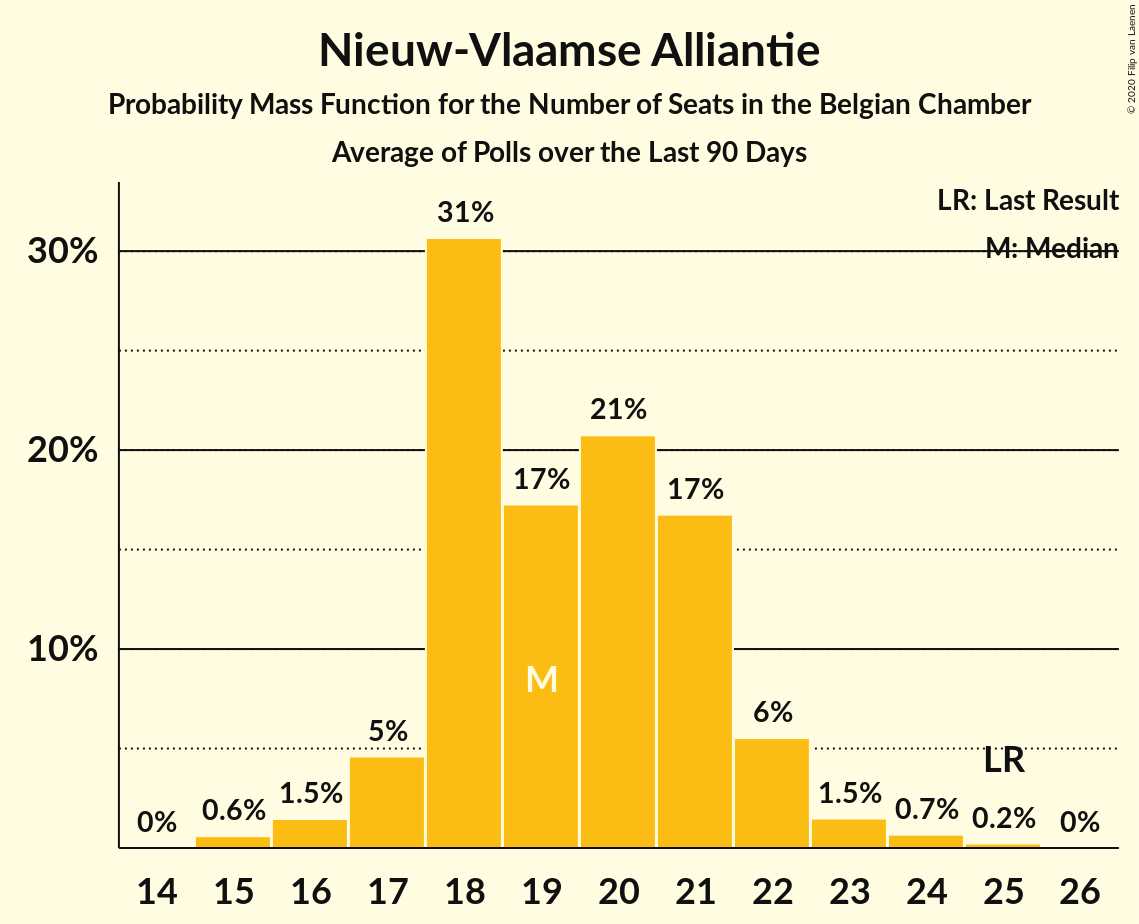 Nieuw-Vlaamse Alliantie
Probability Mass Function for the Number of Seats in the Belgian Chamber
Average of Polls over the Last 90 Days
© 2020 Filip van Laenen
LR: Last Result
M: Median
30%
20%
10%
0%
0.6%
1.5%
5%
31%
17%
21%
17%
6%
1.5%
0.7%
0.2%
0%
M
LR
14 15 16 17 18 19 20 21 22 23 24 25 26